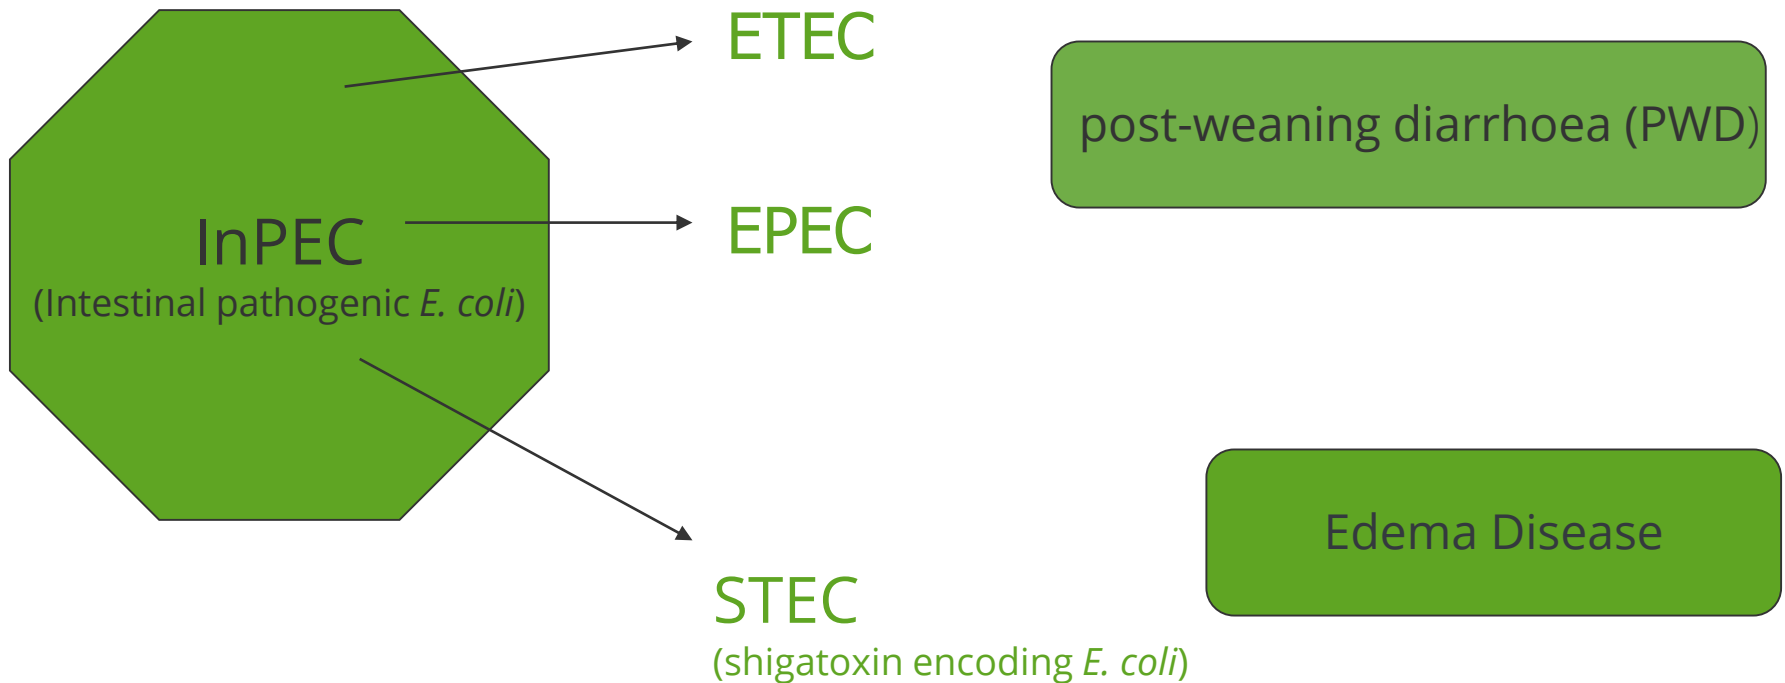 ETEC
post-weaning diarrhoea (PWD)
EPEC
InPEC
(Intestinal pathogenic E. coli)
Edema Disease
STEC
(shigatoxin encoding E. coli)